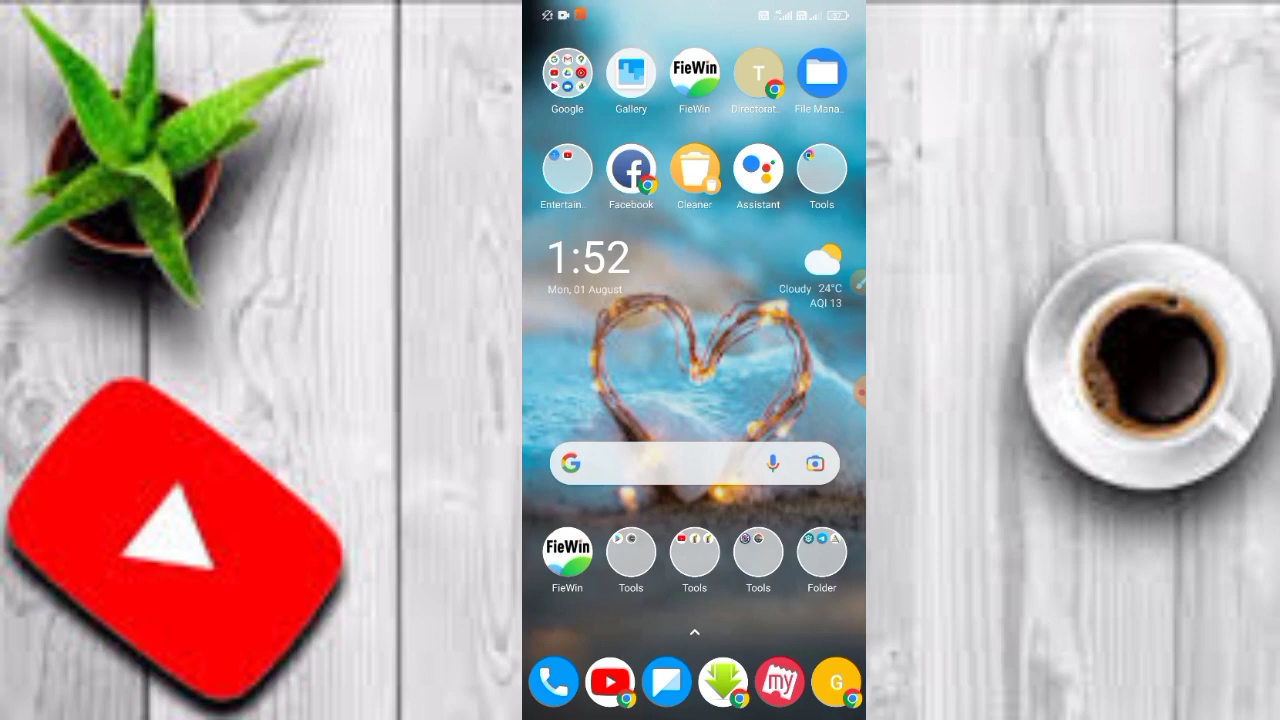 Google Gallery FieWin Directorat.. File Mana..
FieWin
T
Entertain.. Facebook Cleaner Assistant Tools
1:52
Mon, 01 August
Cloudy 24°C
AQI 13
FieWin
FieWin Tools Tools Tools Folder
my
G